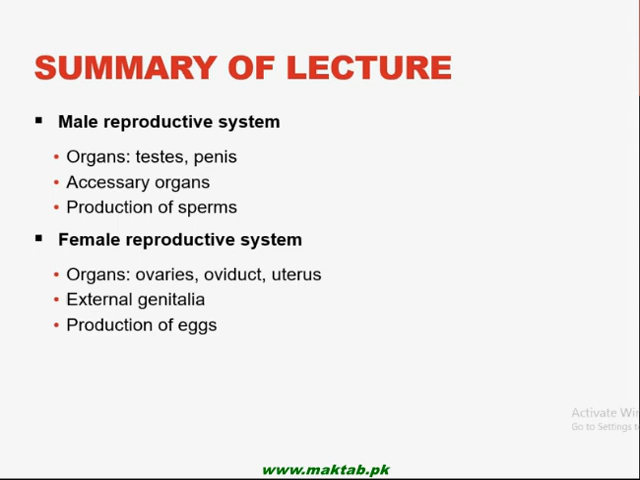 SUMMARY OF LECTURE
▪ Male reproductive system
• Organs: testes, penis
• Accessary organs
• Production of sperms
▪ Female reproductive system
• Organs: ovaries, oviduct, uterus
• External genitalia
• Production of eggs
Activate Win
Go to Settings t
www.maktab.pk